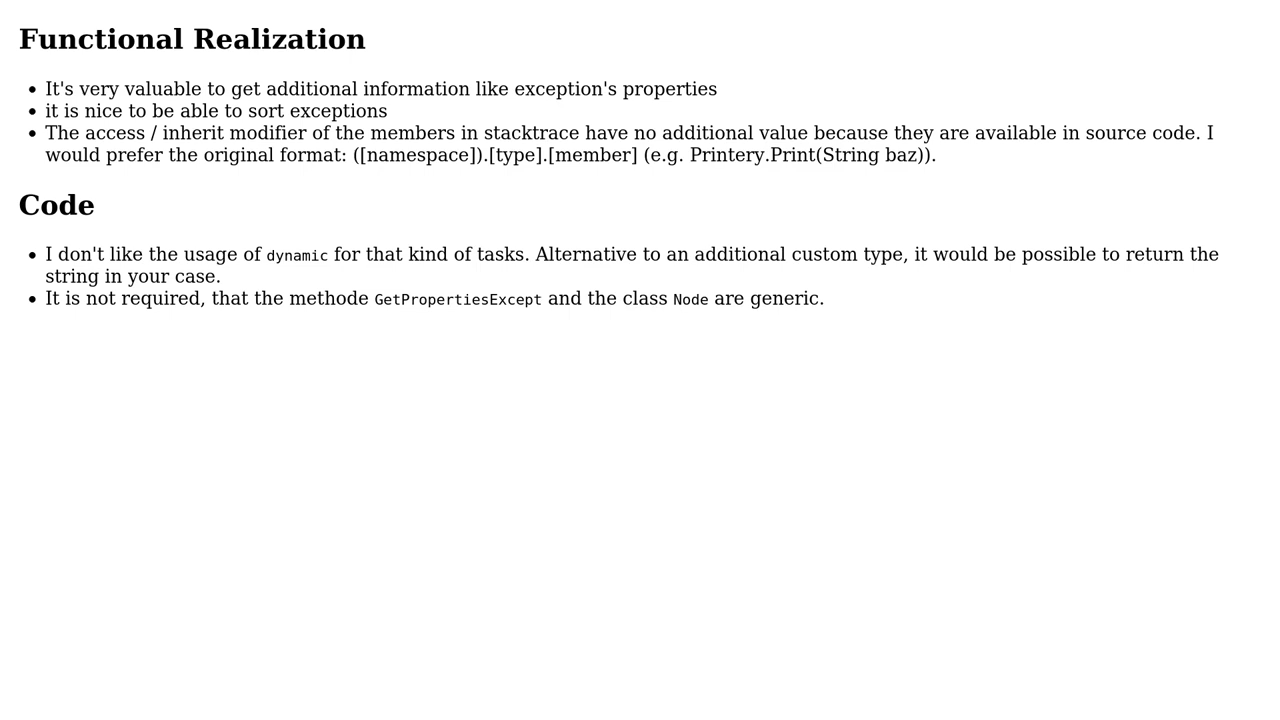 Functional Realization
It's very valuable to get additional information like exception's properties
it is nice to be able to sort exceptions
The access / inherit modifier of the members in stacktrace have no additional value because they are available in source code. I
would prefer the original format: ([namespace]).[type].[member] (e.g. Printery.Print(String baz)).
Code
I don't like the usage of dynamic for that kind of tasks. Alternative to an additional custom type, it would be possible to return the
string in your case.
It is not required, that the methode GetPropertiesExcept and the class Node are generic.